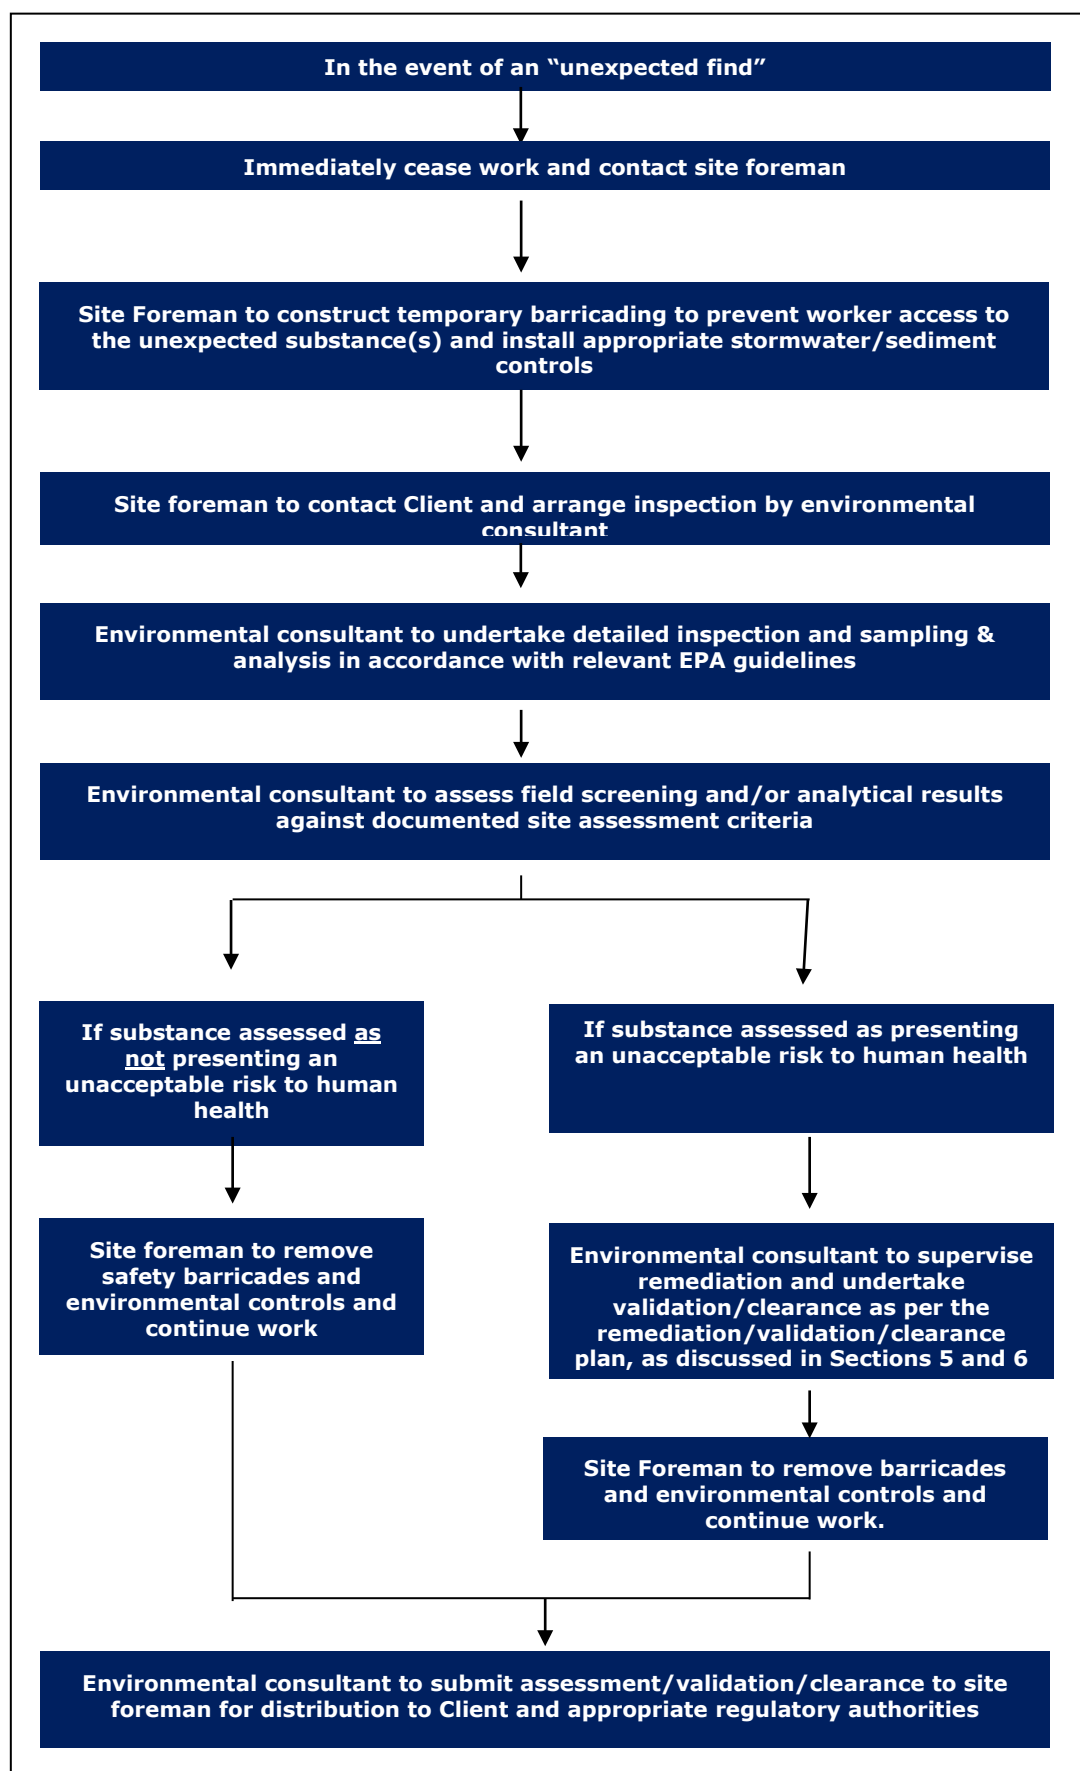 In the event of an “unexpected find”
Immediately cease work and contact site foreman
Site Foreman to construct temporary barricading to prevent worker access to
the unexpected substance(s) and install appropriate stormwater/sediment
controls
Site foreman to contact Client and arrange inspection by environmental
consultant
Environmental consultant to undertake detailed inspection and sampling &
analysis in accordance with relevant EPA guidelines
Environmental consultant to assess field screening and/or analytical results
against documented site assessment criteria
If substance assessed as
not presenting an
unacceptable risk to human
health
If substance assessed as presenting
an unacceptable risk to human health
Site foreman to remove
safety barricades and
environmental controls and
continue work
Environmental consultant to supervise
remediation and undertake
validation/clearance as per the
remediation/validation/clearance
plan, as discussed in Sections 5 and 6
Site Foreman to remove barricades
and environmental controls and
continue work.
Environmental consultant to submit assessment/validation/clearance to site
foreman for distribution to Client and appropriate regulatory authorities